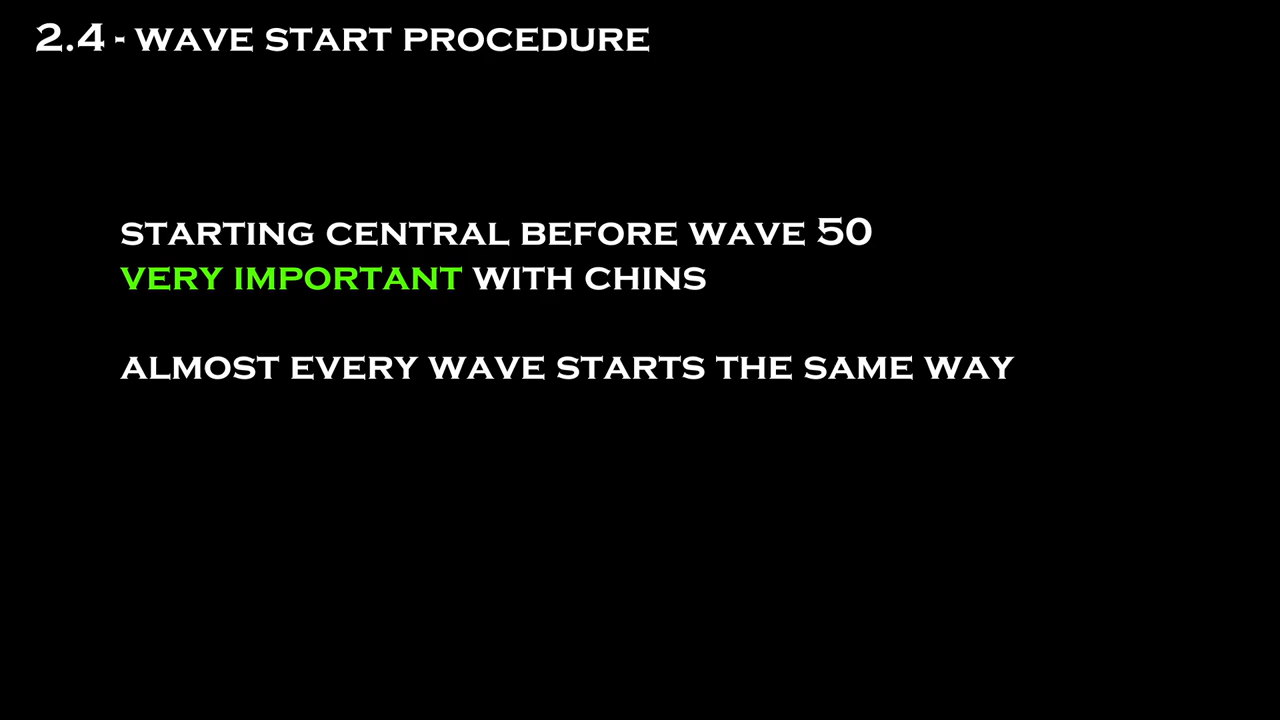 2.4 - WAVE START PROCEDURE
STARTING CENTRAL BEFORE WAVE 50
VERY IMPORTANT WITH CHINS
ALMOST EVERY WAVE STARTS THE SAME WAY